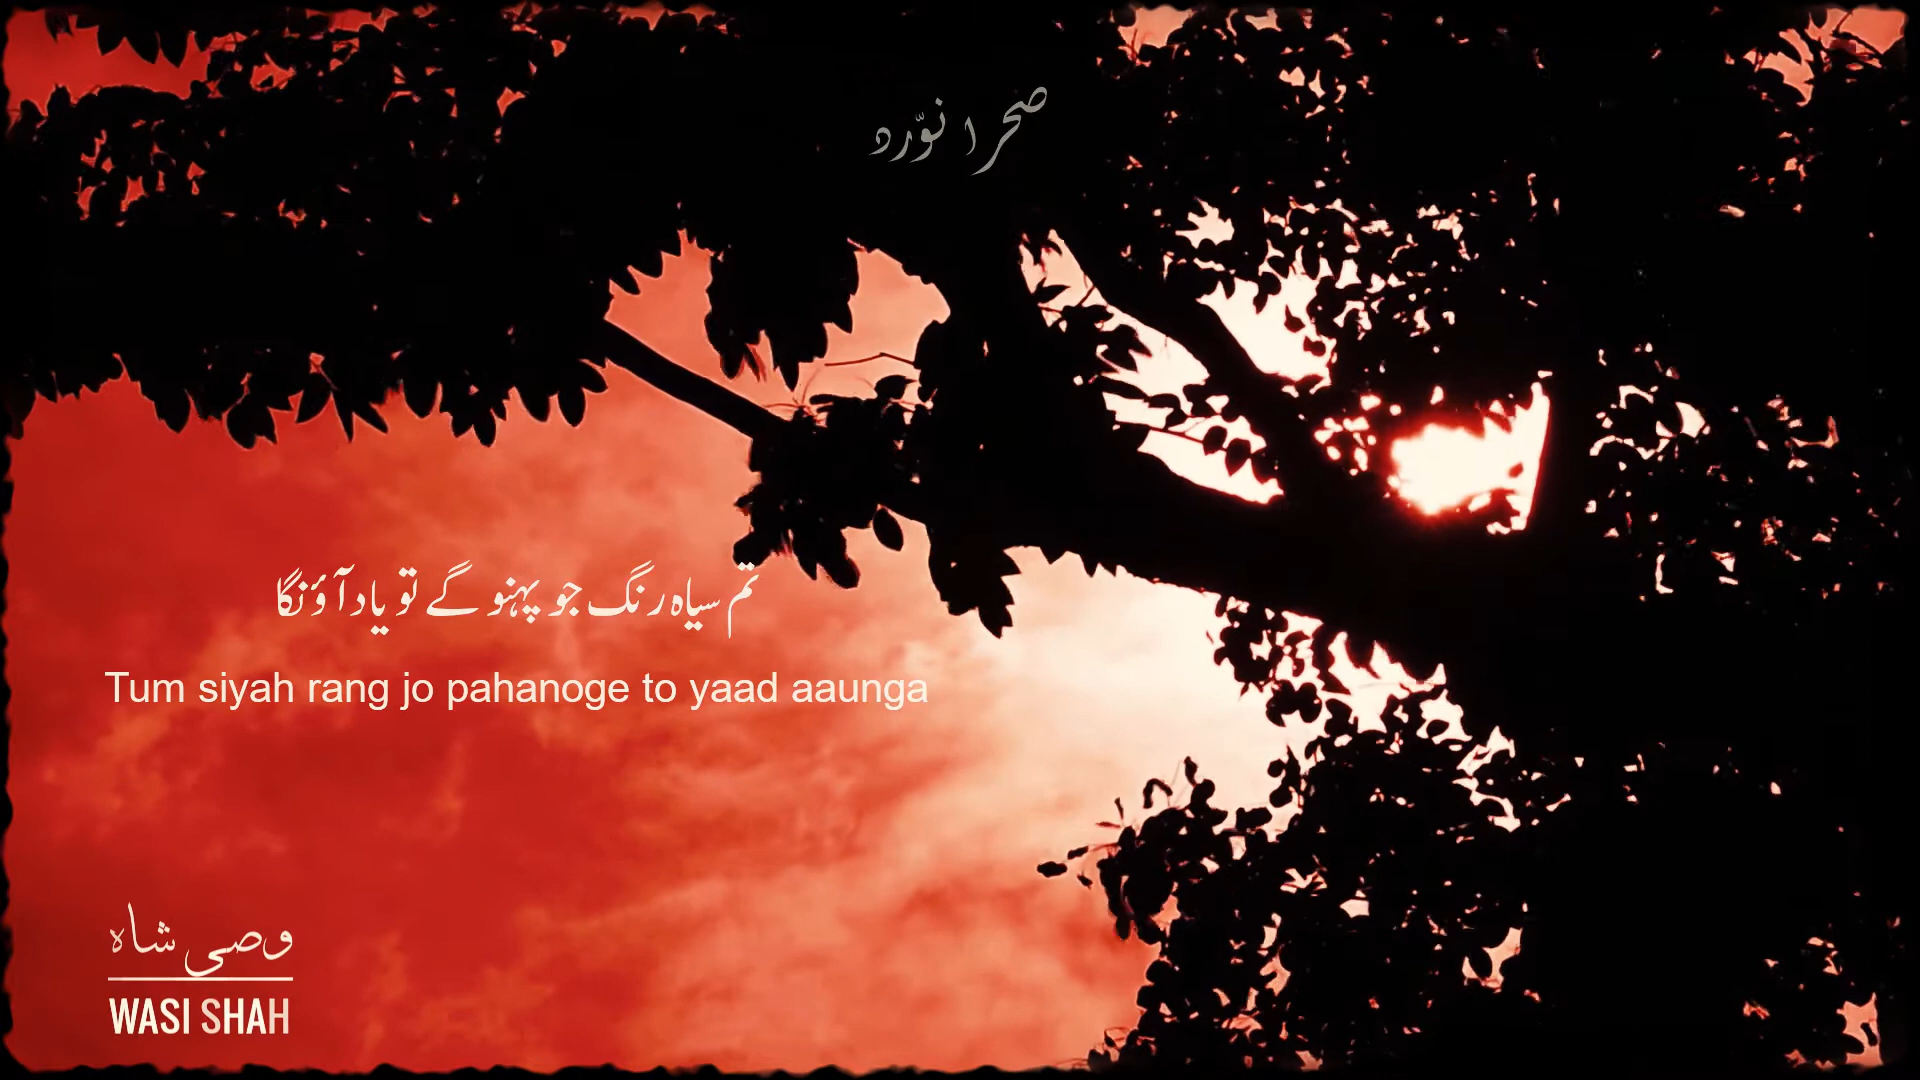 صحرا نوّرد
تم سیاہ رنگ جو پہنو گے تو یاد آؤنگا
Tum siyah rang jo pahanoge to yaad aaunga
وصی شاہ
WASI SHAH